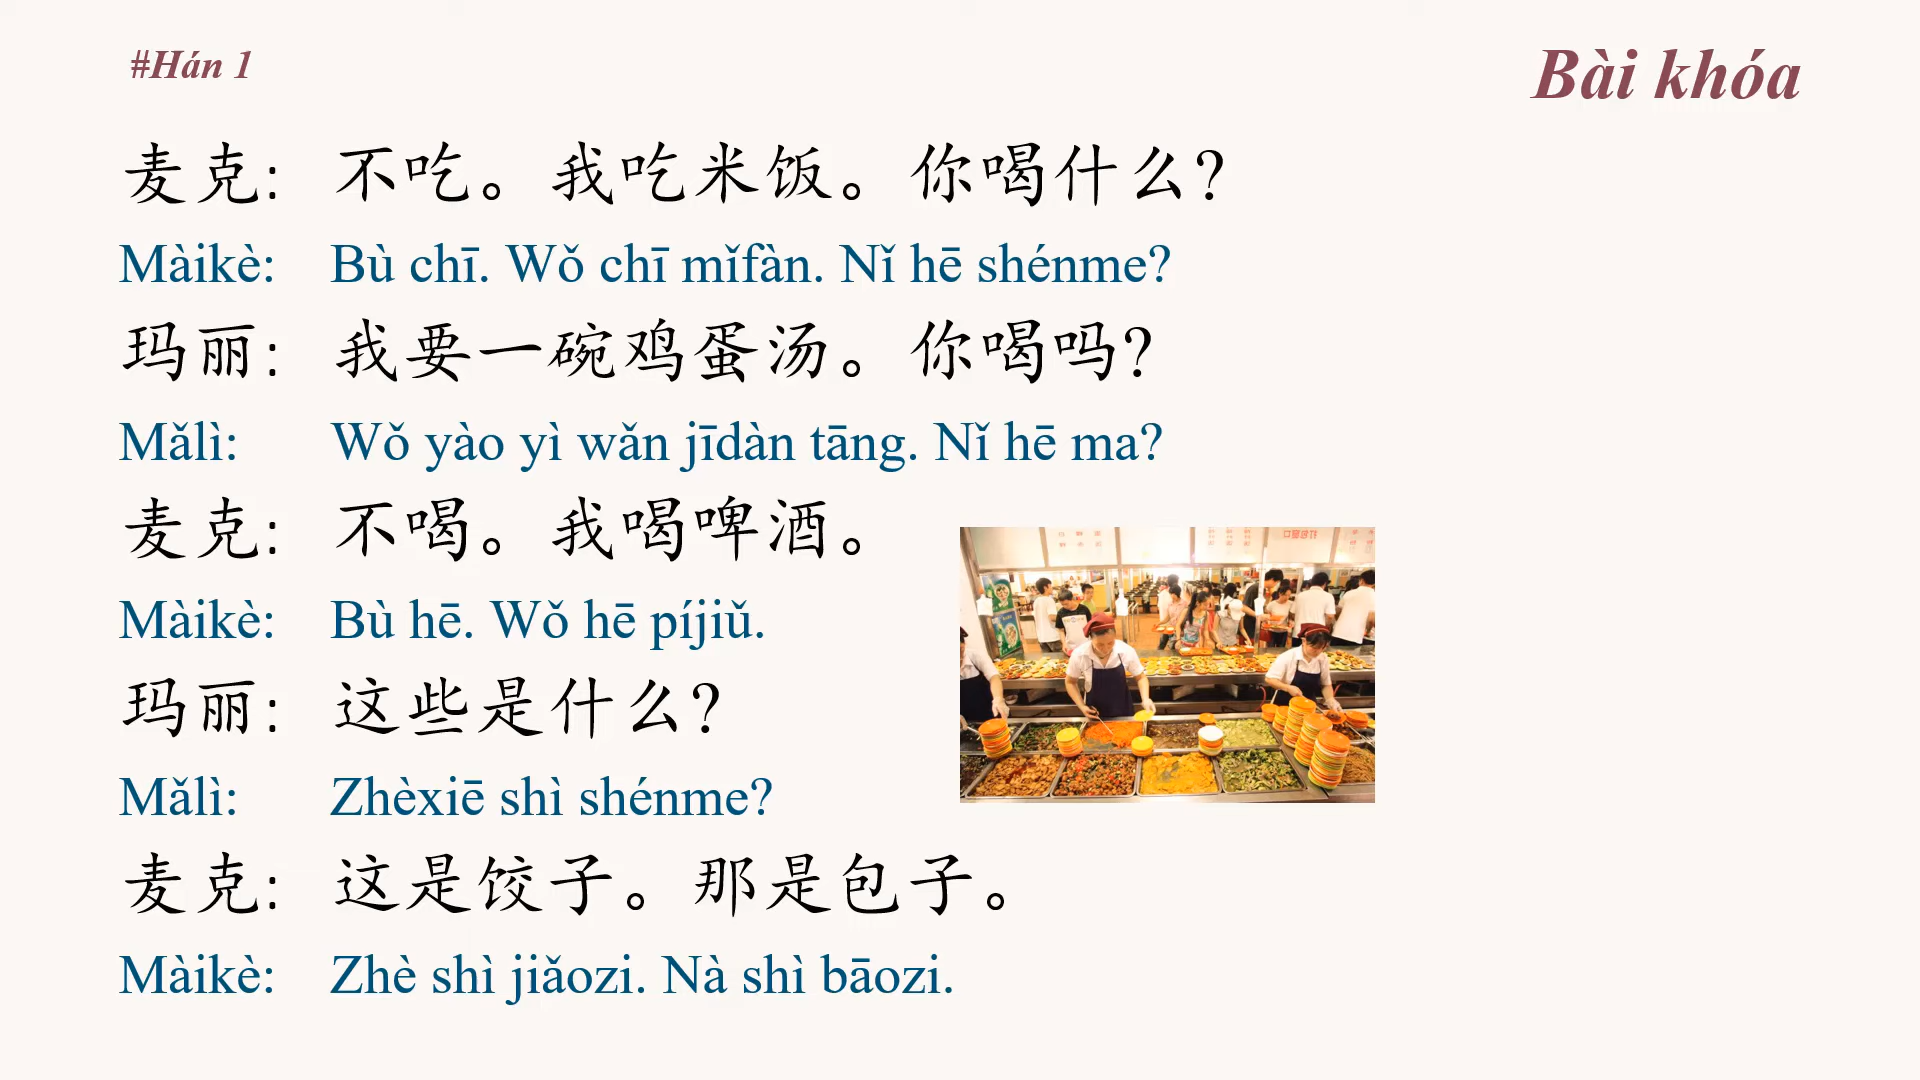 #Hán 1
Bài khóa
麦克: 不吃。我吃米饭。你喝什么?
Màikè: Bù chī. Wǒ chī mǐfàn. Nǐ hē shénme?
玛丽: 我要一碗鸡蛋汤。你喝吗?
Mǎlì: Wǒ yào yì wǎn jīdàn tāng. Nǐ hē ma?
麦克: 不喝。我喝啤酒。
Màikè: Bù hē. Wǒ hē píjiǔ.
玛丽: 这些是什么?
Mǎlì: Zhèxiē shì shénme?
麦克: 这是饺子。那是包子。
Màikè: Zhè shì jiǎozi. Nà shì bāozi.